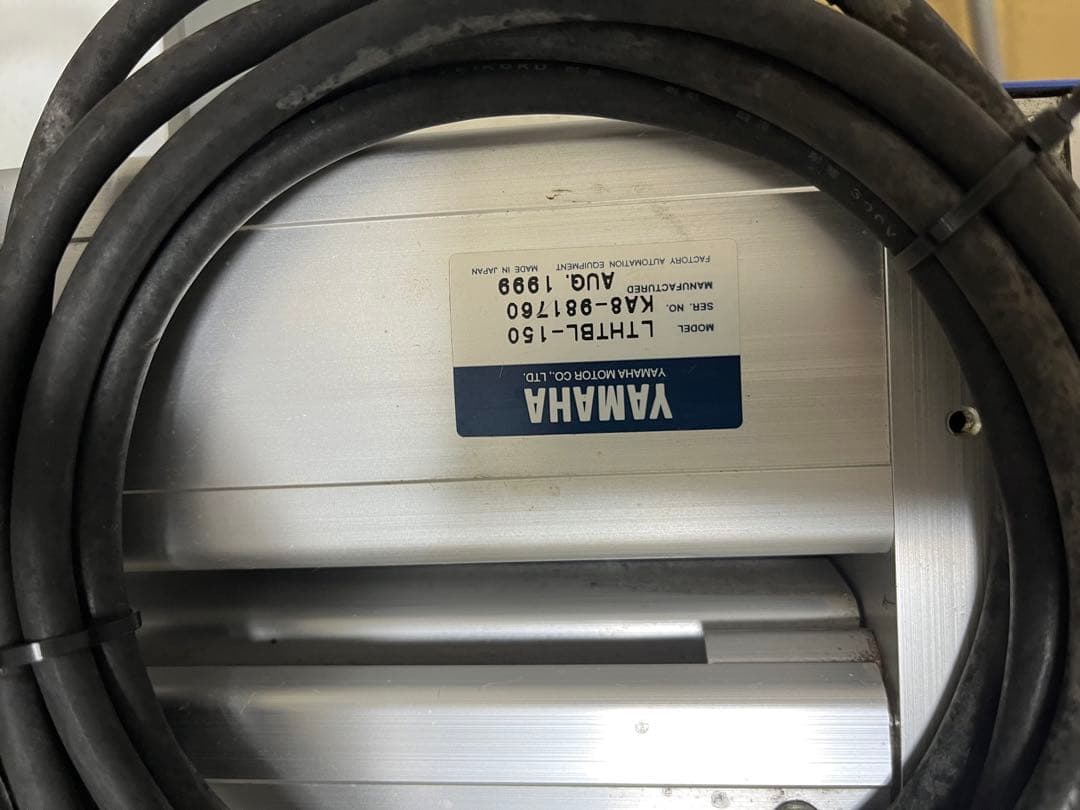 YAMAHA
YAMAHA MOTOR CO., LTD.
MODEL LTHTBL-150
SER. NO. KA8-981760
MANUFACTURED AUG. 1999
FACTORY AUTOMATION EQUIPMENT MADE IN JAPAN